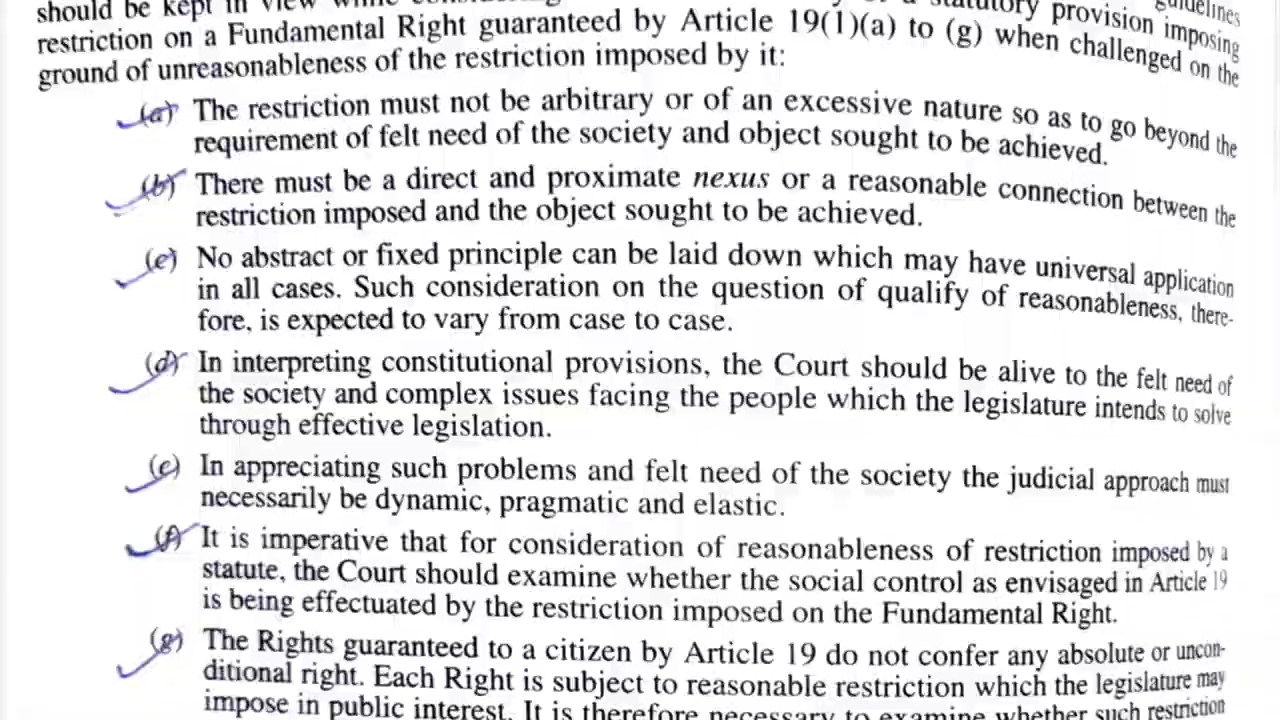 should be kept in view while guidelines
restriction on a Fundamental Right guaranteed by Article 19(1)(a) to (g) when challenged on the statutory provision imposing
ground of unreasonableness of the restriction imposed by it:
(a) The restriction must not be arbitrary or of an excessive nature so as to go beyond the
requirement of felt need of the society and object sought to be achieved.
(b) There must be a direct and proximate nexus or a reasonable connection between the
restriction imposed and the object sought to be achieved.
(c) No abstract or fixed principle can be laid down which may have universal application
in all cases. Such consideration on the question of qualify of reasonableness, there-
fore, is expected to vary from case to case.
(d) In interpreting constitutional provisions, the Court should be alive to the felt need of
the society and complex issues facing the people which the legislature intends to solve
through effective legislation.
(e) In appreciating such problems and felt need of the society the judicial approach must
necessarily be dynamic, pragmatic and elastic.
(f) It is imperative that for consideration of reasonableness of restriction imposed by a
statute, the Court should examine whether the social control as envisaged in Article 19
is being effectuated by the restriction imposed on the Fundamental Right.
(g) The Rights guaranteed to a citizen by Article 19 do not confer any absolute or uncon-
ditional right. Each Right is subject to reasonable restriction which the legislature may
impose in public interest. It is therefore necessary to examine whether such restriction